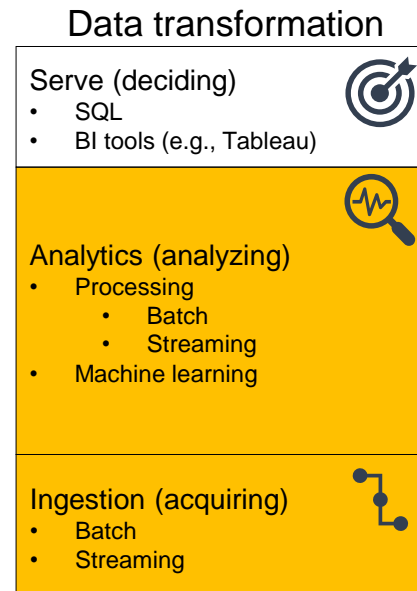 Data transformation
Serve (deciding)
• SQL
• BI tools (e.g., Tableau)
Analytics (analyzing)
• Processing
• Batch
• Streaming
• Machine learning
Ingestion (acquiring)
• Batch
• Streaming